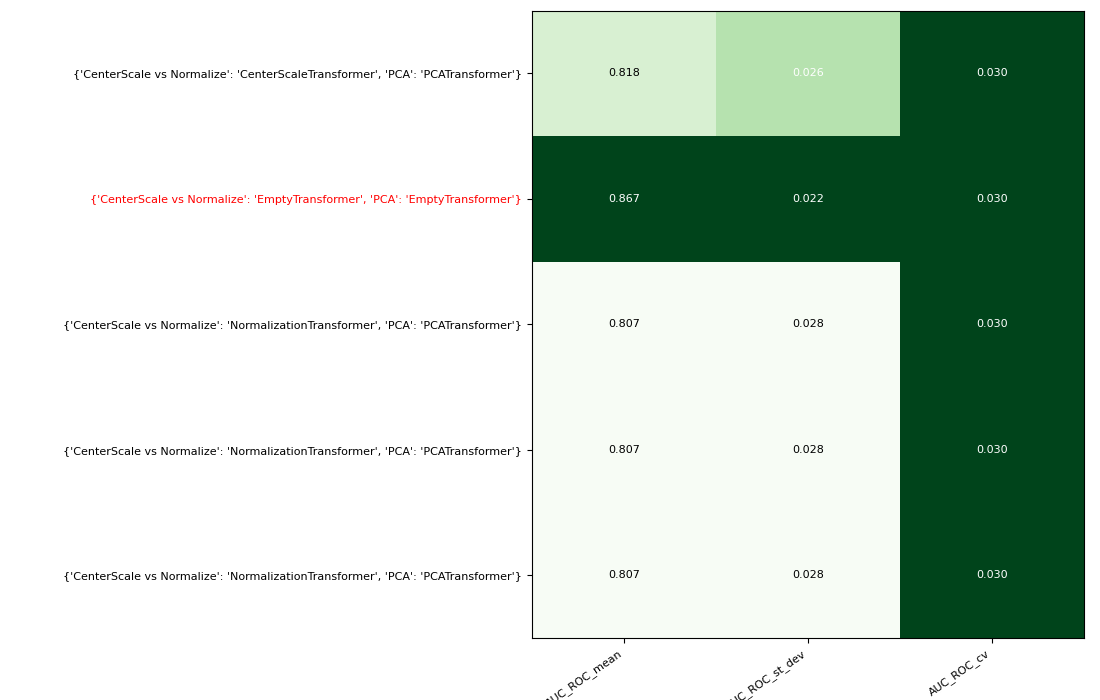 {'CenterScale vs Normalize': 'CenterScaleTransformer', 'PCA': 'PCATransformer'} 0.818 0.026 0.030
{'CenterScale vs Normalize': 'EmptyTransformer', 'PCA': 'EmptyTransformer'} 0.867 0.022 0.030
{'CenterScale vs Normalize': 'NormalizationTransformer', 'PCA': 'PCATransformer'} 0.807 0.028 0.030
{'CenterScale vs Normalize': 'NormalizationTransformer', 'PCA': 'PCATransformer'} 0.807 0.028 0.030
{'CenterScale vs Normalize': 'NormalizationTransformer', 'PCA': 'PCATransformer'} 0.807 0.028 0.030
AUC_ROC_mean AUC_ROC_st_dev AUC_ROC_cv